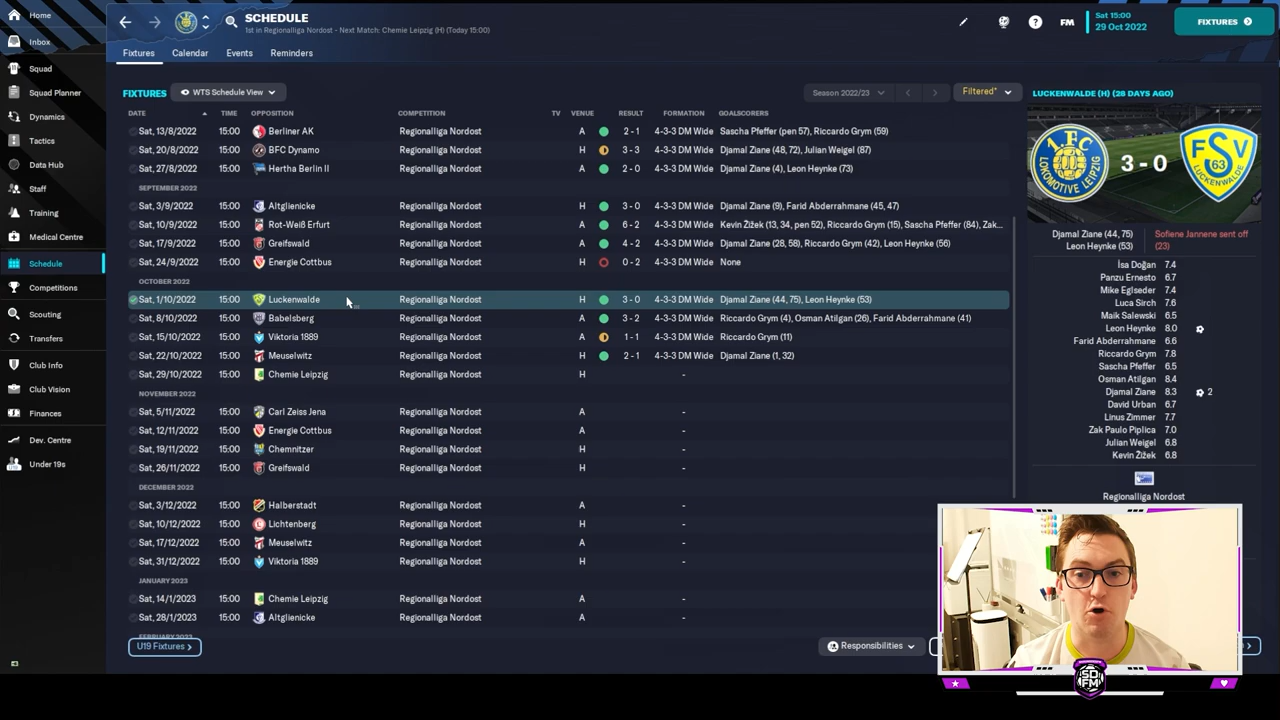 Home
Inbox
Squad
Squad Planner
Dynamics
Tactics
Data Hub
Staff
Training
Medical Centre
Schedule
Competitions
Scouting
Transfers
Club Info
Club Vision
Finances
Dev. Centre
Under 19s
SCHEDULE
1st in Regionalliga Nordost - Next Match: Chemie Leipzig (H) (Today 15:00)
FM
Sat 15:00
29 Oct 2022
FIXTURES
Fixtures Calendar Events Reminders
FIXTURES WTS Schedule View Season 2022/23 Filtered*
DATE TIME OPPOSITION COMPETITION TV VENUE RESULT FORMATION GOALSCORERS
Sat, 13/8/2022 15:00 Berliner AK Regionalliga Nordost A 2 - 1 4-3-3 DM Wide Sascha Pfeffer (pen 57), Riccardo Grym (59)
Sat, 20/8/2022 15:00 BFC Dynamo Regionalliga Nordost H 3 - 3 4-3-3 DM Wide Djamal Ziane (48, 72), Julian Weigel (87)
Sat, 27/8/2022 15:00 Hertha Berlin II Regionalliga Nordost A 2 - 0 4-3-3 DM Wide Djamal Ziane (4), Leon Heynke (73)
SEPTEMBER 2022
Sat, 3/9/2022 15:00 Altglienicke Regionalliga Nordost H 3 - 0 4-3-3 DM Wide Djamal Ziane (9), Farid Abderrahmane (45, 47)
Sat, 10/9/2022 15:00 Rot-Weiß Erfurt Regionalliga Nordost A 6 - 2 4-3-3 DM Wide Kevin Žižek (13, 34, pen 52), Riccardo Grym (15), Sascha Pfeffer (84), Zak...
Sat, 17/9/2022 15:00 Greifswald Regionalliga Nordost A 4 - 2 4-3-3 DM Wide Djamal Ziane (28, 58), Riccardo Grym (42), Leon Heynke (56)
Sat, 24/9/2022 15:00 Energie Cottbus Regionalliga Nordost H 0 - 2 4-3-3 DM Wide None
OCTOBER 2022
Sat, 1/10/2022 15:00 Luckenwalde Regionalliga Nordost H 3 - 0 4-3-3 DM Wide Djamal Ziane (44, 75), Leon Heynke (53)
Sat, 8/10/2022 15:00 Babelsberg Regionalliga Nordost A 3 - 2 4-3-3 DM Wide Riccardo Grym (4), Osman Atilgan (26), Farid Abderrahmane (41)
Sat, 15/10/2022 15:00 Viktoria 1889 Regionalliga Nordost A 1 - 1 4-3-3 DM Wide Riccardo Grym (11)
Sat, 22/10/2022 15:00 Meuselwitz Regionalliga Nordost H 2 - 1 4-3-3 DM Wide Djamal Ziane (1, 32)
Sat, 29/10/2022 15:00 Chemie Leipzig Regionalliga Nordost H -
NOVEMBER 2022
Sat, 5/11/2022 15:00 Carl Zeiss Jena Regionalliga Nordost A -
Sat, 12/11/2022 15:00 Energie Cottbus Regionalliga Nordost A -
Sat, 19/11/2022 15:00 Chemnitzer Regionalliga Nordost H -
Sat, 26/11/2022 15:00 Greifswald Regionalliga Nordost H -
DECEMBER 2022
Sat, 3/12/2022 15:00 Halberstadt Regionalliga Nordost A -
Sat, 10/12/2022 15:00 Lichtenberg Regionalliga Nordost H -
Sat, 17/12/2022 15:00 Meuselwitz Regionalliga Nordost A -
Sat, 31/12/2022 15:00 Viktoria 1889 Regionalliga Nordost H -
JANUARY 2023
Sat, 14/1/2023 15:00 Chemie Leipzig Regionalliga Nordost A -
Sat, 28/1/2023 15:00 Altglienicke Regionalliga Nordost A -
FEBRUARY 2023
U19 Fixtures
Responsibilities
LUCKENWALDE (H) (28 DAYS AGO)
1.FC
LOKOMOTIVE LEIPZIG
3 - 0
FSV
63
LUCKENWALDE
Djamal Ziane (44, 75)
Leon Heynke (53)
Sofiene Jannene sent off
(23)
İsa Doğan 7.4
Panzu Ernesto 6.7
Mike Eglseder 7.4
Luca Sirch 7.6
Maik Salewski 6.5
Leon Heynke 8.0
Farid Abderrahmane 6.6
Riccardo Grym 7.8
Sascha Pfeffer 6.5
Osman Atilgan 8.4
Djamal Ziane 8.3 2
David Urban 6.7
Linus Zimmer 7.7
Zak Paulo Piplica 7.0
Julian Weigel 6.8
Kevin Žižek 6.8
Regionalliga Nordost
SDFM